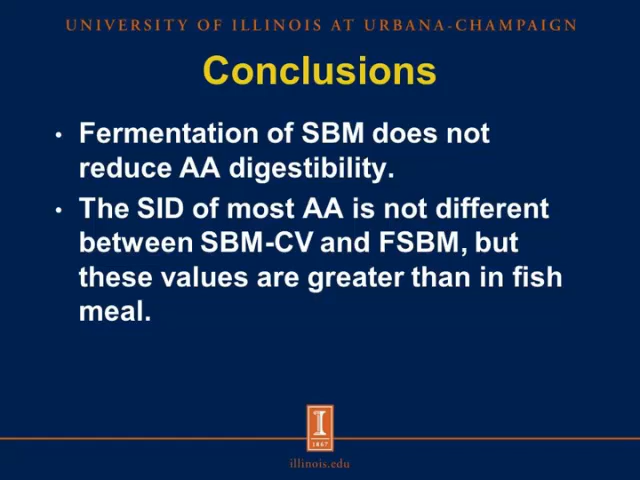 UNIVERSITY OF ILLINOIS AT URBANA-CHAMPAIGN
Conclusions
• Fermentation of SBM does not
reduce AA digestibility.
• The SID of most AA is not different
between SBM-CV and FSBM, but
these values are greater than in fish
meal.
I
1867
illinois.edu